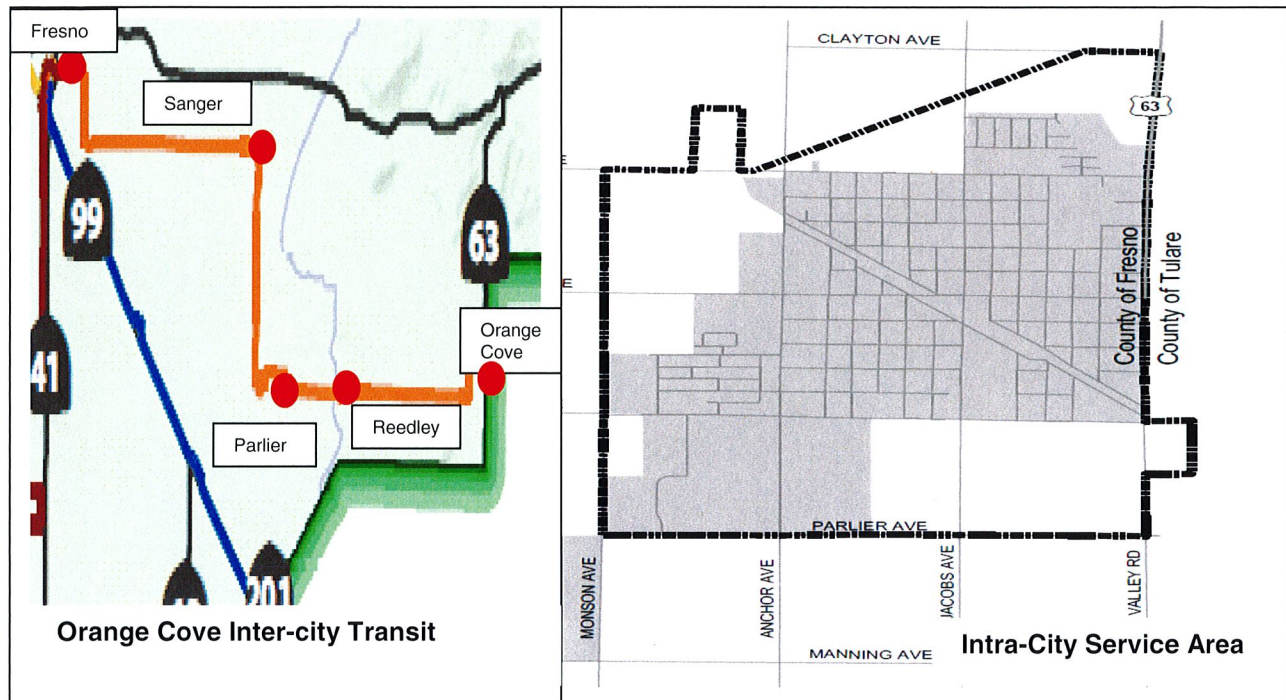 Fresno
Sanger
99
63
41
Orange
Cove
Reedley
Parlier
201
Orange Cove Inter-city Transit
CLAYTON AVE
63
E
E
County of Fresno
County of Tulare
PARLIER AVE
MONSON AVE
ANCHOR AVE
JACOBS AVE
VALLEY RD
MANNING AVE
Intra-City Service Area